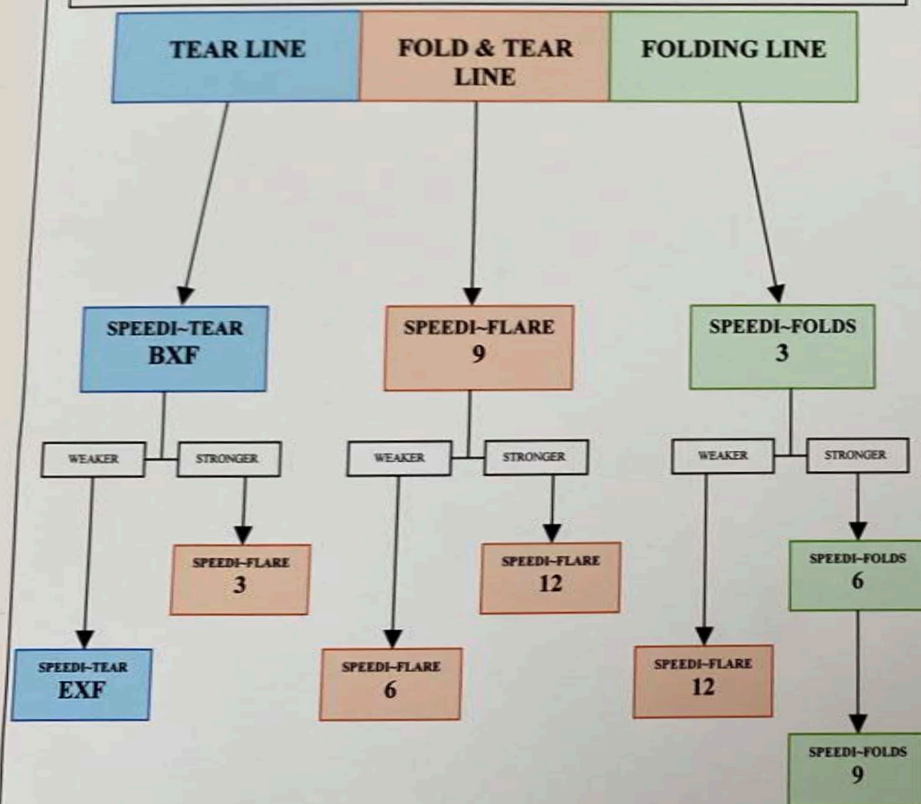 TEAR LINE
FOLD & TEAR
LINE
FOLDING LINE
SPEEDI~TEAR
BXF
SPEEDI~FLARE
9
SPEEDI~FOLDS
3
WEAKER
STRONGER
WEAKER
STRONGER
WEAKER
STRONGER
SPEEDI~FLARE
3
SPEEDI~FLARE
12
SPEEDI~FOLDS
6
SPEEDI~TEAR
EXF
SPEEDI~FLARE
6
SPEEDI~FLARE
12
SPEEDI~FOLDS
9